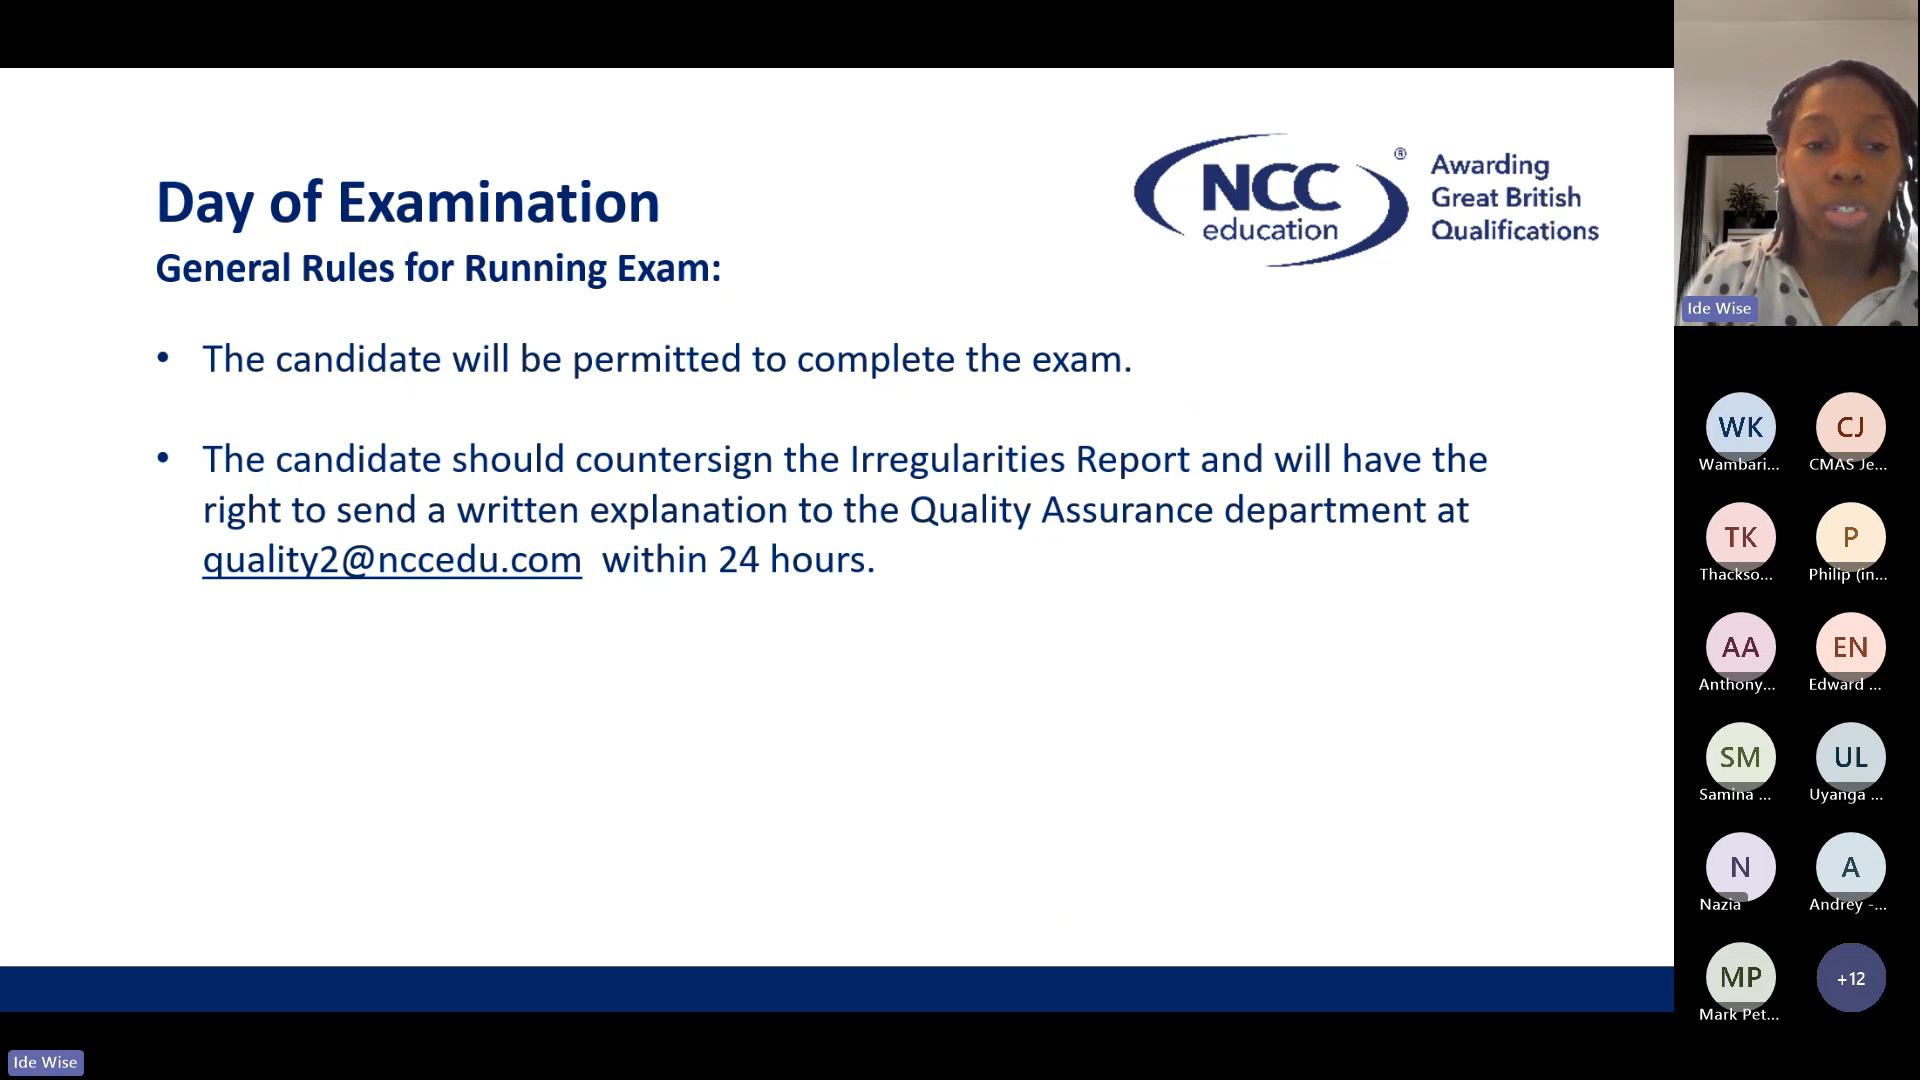 Day of Examination
General Rules for Running Exam:
NCC
education
®
Awarding
Great British
Qualifications
• The candidate will be permitted to complete the exam.
• The candidate should countersign the Irregularities Report and will have the
right to send a written explanation to the Quality Assurance department at
quality2@nccedu.com within 24 hours.
Ide Wise
WK
Wambari...
CJ
CMAS Je...
TK
Thackso...
P
Philip (in...
AA
Anthony...
EN
Edward ...
SM
Samina ...
UL
Uyanga ...
N
Nazia
A
Andrey -...
MP
Mark Pet...
+12
Ide Wise